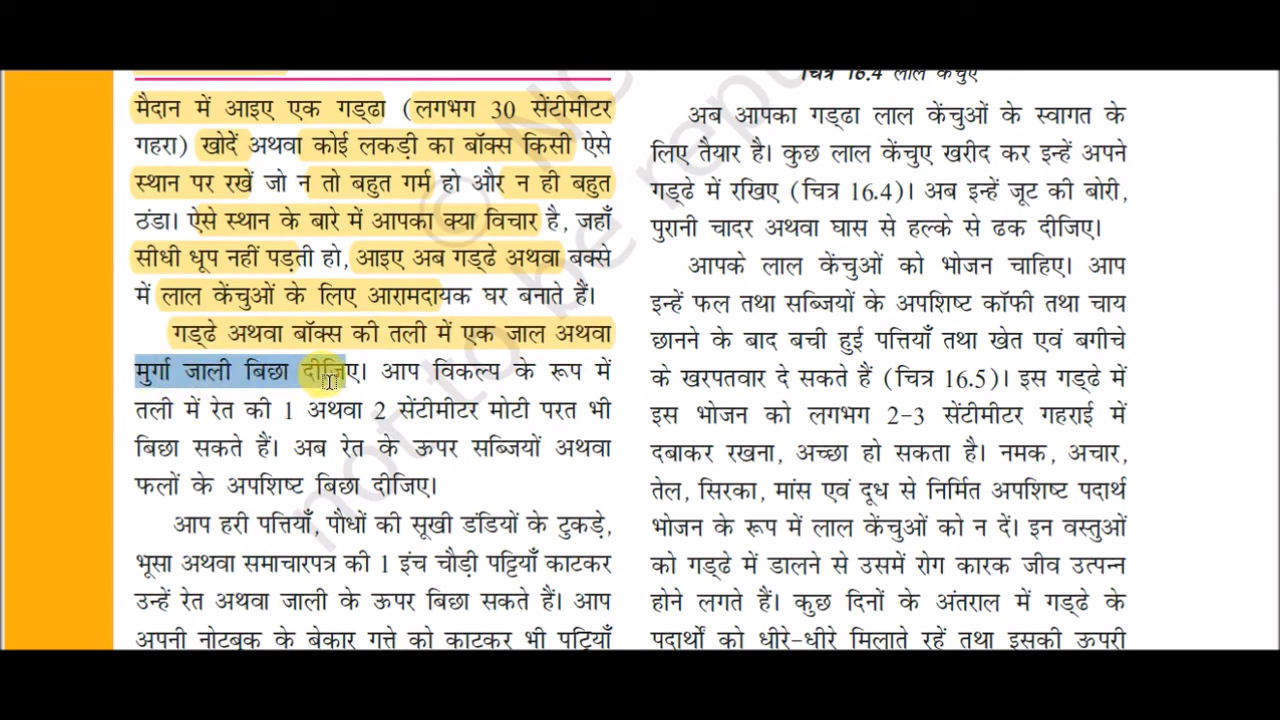 मैदान में आइए एक गड्ढा (लगभग 30 सेंटीमीटर
गहरा) खोदें अथवा कोई लकड़ी का बॉक्स किसी ऐसे
स्थान पर रखें जो न तो बहुत गर्म हो और न ही बहुत
ठंडा। ऐसे स्थान के बारे में आपका क्या विचार है, जहाँ
सीधी धूप नहीं पड़ती हो, आइए अब गड्ढे अथवा बक्से
में लाल केंचुओं के लिए आरामदायक घर बनाते हैं।
गड्ढे अथवा बॉक्स की तली में एक जाल अथवा
मुर्गा जाली बिछा दीजिए। आप विकल्प के रूप में
तली में रेत की 1 अथवा 2 सेंटीमीटर मोटी परत भी
बिछा सकते हैं। अब रेत के ऊपर सब्जियों अथवा
फलों के अपशिष्ट बिछा दीजिए।
आप हरी पत्तियाँ, पौधों की सूखी डंडियों के टुकड़े,
भूसा अथवा समाचारपत्र की 1 इंच चौड़ी पट्टियाँ काटकर
उन्हें रेत अथवा जाली के ऊपर बिछा सकते हैं। आप
अपनी नोटबुक के बेकार गत्ते को काटकर भी पट्टियाँ
चित्र 16.4 लाल केंचुए
अब आपका गड्ढा लाल केंचुओं के स्वागत के
लिए तैयार है। कुछ लाल केंचुए खरीद कर इन्हें अपने
गड्ढे में रखिए (चित्र 16.4)। अब इन्हें जूट की बोरी,
पुरानी चादर अथवा घास से हल्के से ढक दीजिए।
आपके लाल केंचुओं को भोजन चाहिए। आप
इन्हें फल तथा सब्जियों के अपशिष्ट कॉफी तथा चाय
छानने के बाद बची हुई पत्तियाँ तथा खेत एवं बगीचे
के खरपतवार दे सकते हैं (चित्र 16.5)। इस गड्ढे में
इस भोजन को लगभग 2-3 सेंटीमीटर गहराई में
दबाकर रखना, अच्छा हो सकता है। नमक, अचार,
तेल, सिरका, मांस एवं दूध से निर्मित अपशिष्ट पदार्थ
भोजन के रूप में लाल केंचुओं को न दें। इन वस्तुओं
को गड्ढे में डालने से उसमें रोग कारक जीव उत्पन्न
होने लगते हैं। कुछ दिनों के अंतराल में गड्ढे के
पदार्थों को धीरे-धीरे मिलाते रहें तथा इसकी ऊपरी
© NC
not to be repu